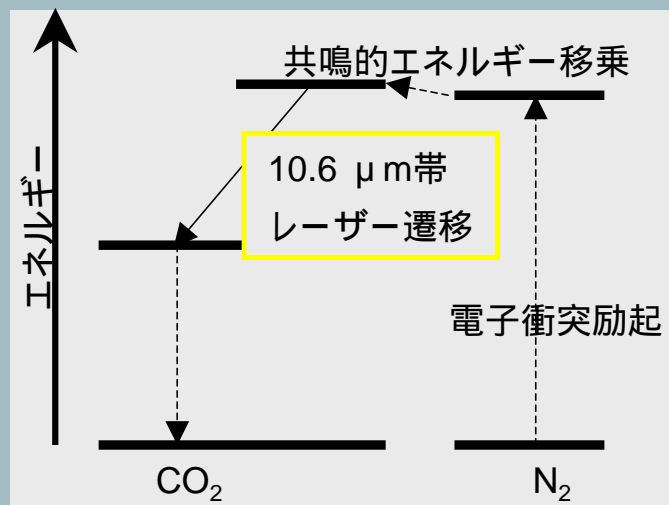 共鳴的エネルギー移乗
10.6 μm帯
レーザー遷移
エネルギー
電子衝突励起
CO₂
N₂